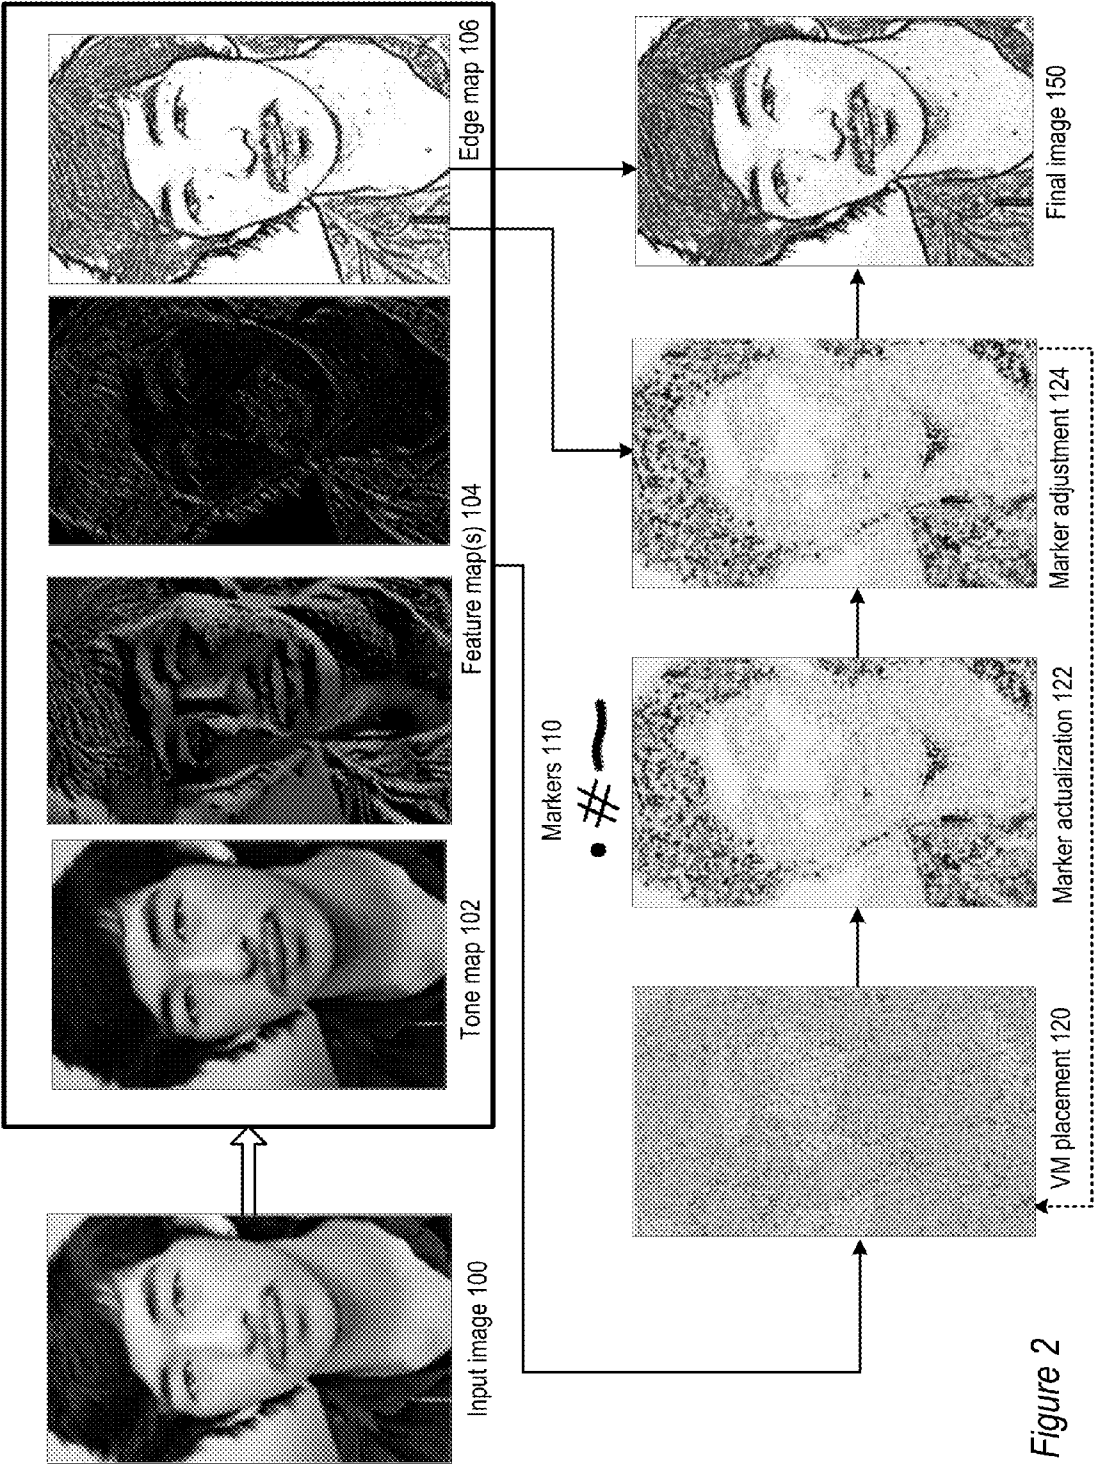 Input image 100
Tone map 102
Feature map(s) 104
Edge map 106
Markers 110
VM placement 120
Marker actualization 122
Marker adjustment 124
Final image 150
Figure 2